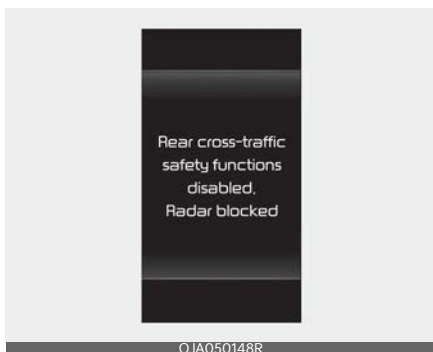 Rear cross-traffic
safety functions
disabled,
Radar blocked
OJA050148R